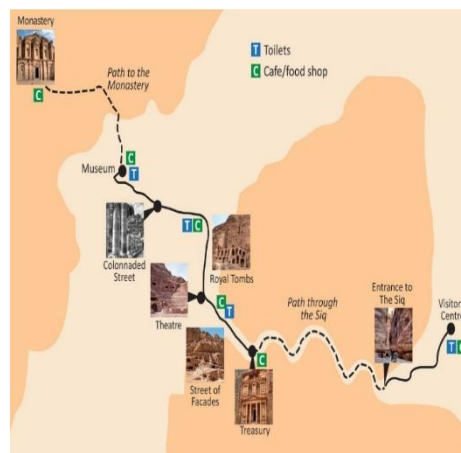 Monastery
C
Path to the
Monastery
T Toilets
C Cafe/food shop
C
Museum
T
T C
Colonnaded
Street
Royal Tombs
Theatre
C
T
Path through
the Siq
Entrance to
The Siq
Visitor
Centre
T C
Street of
Facades
C
Treasury